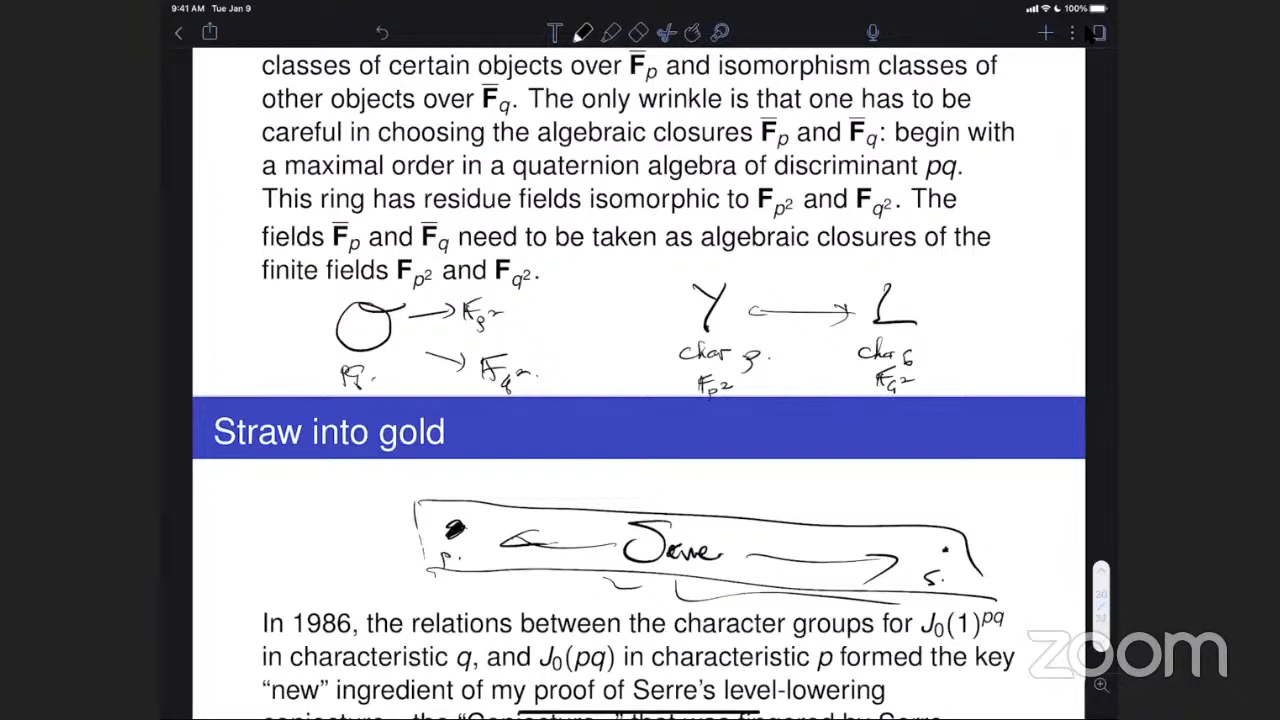 9:41 AM Tue Jan 9
100%
classes of certain objects over F̅p and isomorphism classes of
other objects over F̅q. The only wrinkle is that one has to be
careful in choosing the algebraic closures F̅p and F̅q: begin with
a maximal order in a quaternion algebra of discriminant pq.
This ring has residue fields isomorphic to Fp² and Fq². The
fields F̅p and F̅q need to be taken as algebraic closures of the
finite fields Fp² and Fq².
O → Fp²
pq. → Fq².
Y ↔ L
char p. char
Fp² Fq²
Straw into gold
p. ← Serre →
In 1986, the relations between the character groups for J₀(1)ᵖq
in characteristic q, and J₀(pq) in characteristic p formed the key
“new” ingredient of my proof of Serre’s level-lowering
zoom